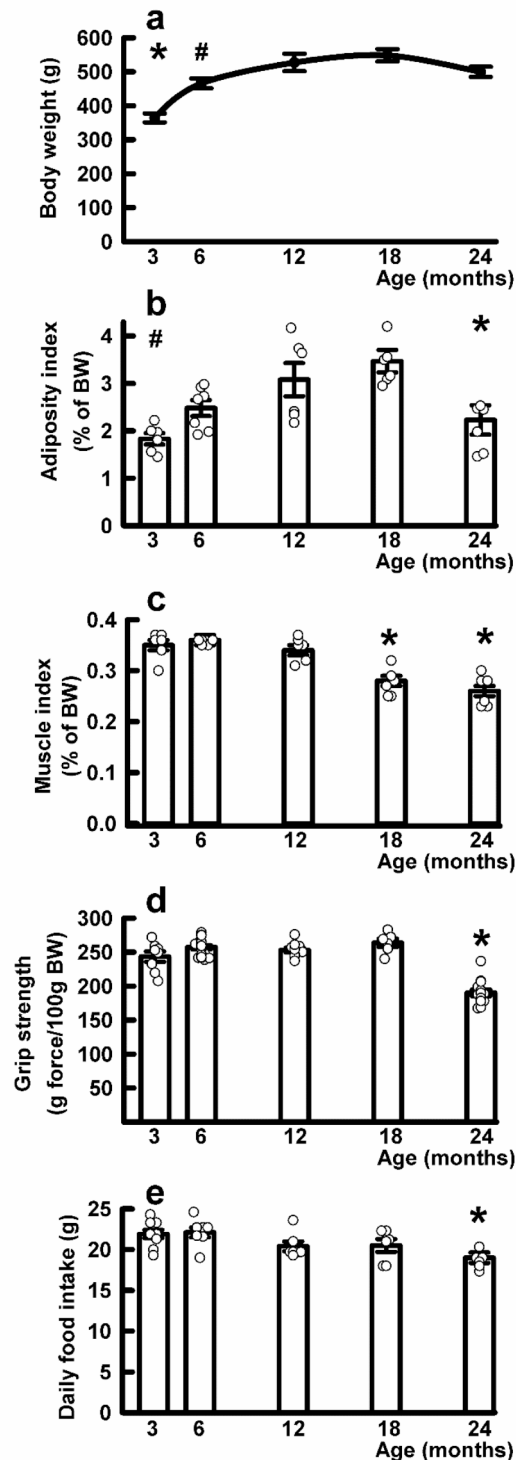 a
Body weight (g)
600
500
400
300
200
100
0
* #
3 6 12 18 24
Age (months)
b
Adiposity index
(% of BW)
4
3
2
1
0
# *
3 6 12 18 24
Age (months)
c
Muscle index
(% of BW)
0.4
0.3
0.2
0.1
0.0
* *
3 6 12 18 24
Age (months)
d
Grip strength
(g force/100g BW)
300
250
200
150
100
50
*
3 6 12 18 24
Age (months)
e
Daily food intake (g)
25
20
15
10
5
0
*
3 6 12 18 24
Age (months)